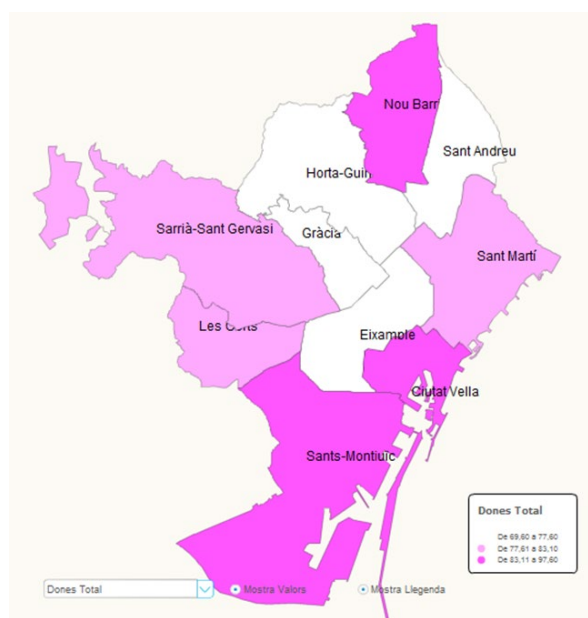 Nou Barr
Sant Andreu
Horta-Guin
Sarrià-Sant Gervasi
Gràcia
Sant Martí
Les Corts
Eixample
Ciutat Vella
Sants-Montjuïc
Dones Total
De 69,60 a 77,60
De 77,61 a 83,10
De 83,11 a 97,60
Dones Total
Mostra Valors
Mostra Llegenda